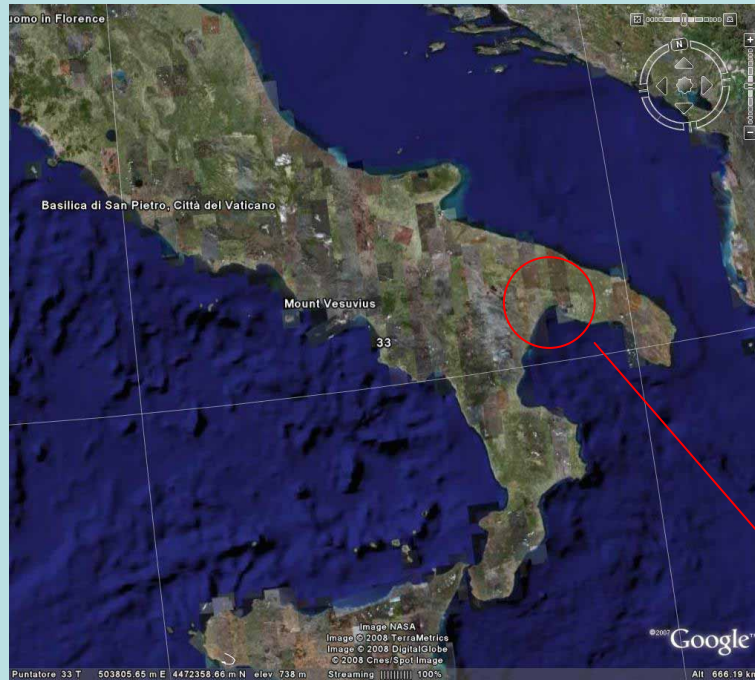 uomo in Florence
N
Basilica di San Pietro, Città del Vaticano
Mount Vesuvius
33
Image NASA
Image © 2008 TerraMetrics
Image © 2008 DigitalGlobe
© 2008 Cnes/Spot Image
©2007 Google™
Puntatore 33 T 503805.65 m E 4472358.66 m N elev 738 m Streaming |||||||||| 100% Alt 666.19 k